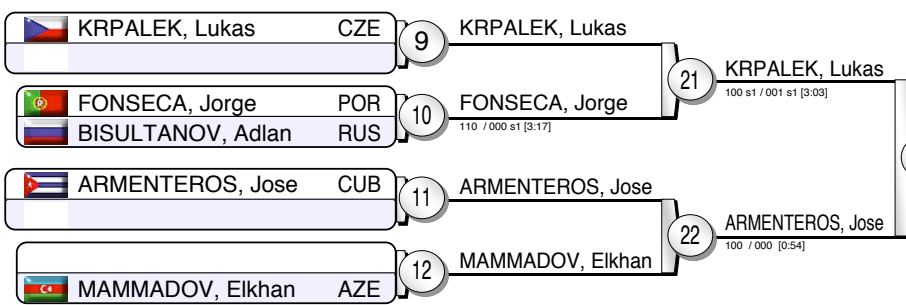 KRPALEK, Lukas CZE
9
KRPALEK, Lukas
FONSECA, Jorge POR
BISULTANOV, Adlan RUS
10
FONSECA, Jorge
110 / 000 s1 [3:17]
21
KRPALEK, Lukas
100 s1 / 001 s1 [3:03]
ARMENTEROS, Jose CUB
11
ARMENTEROS, Jose
MAMMADOV, Elkhan AZE
12
MAMMADOV, Elkhan
22
ARMENTEROS, Jose
100 / 000 [0:54]